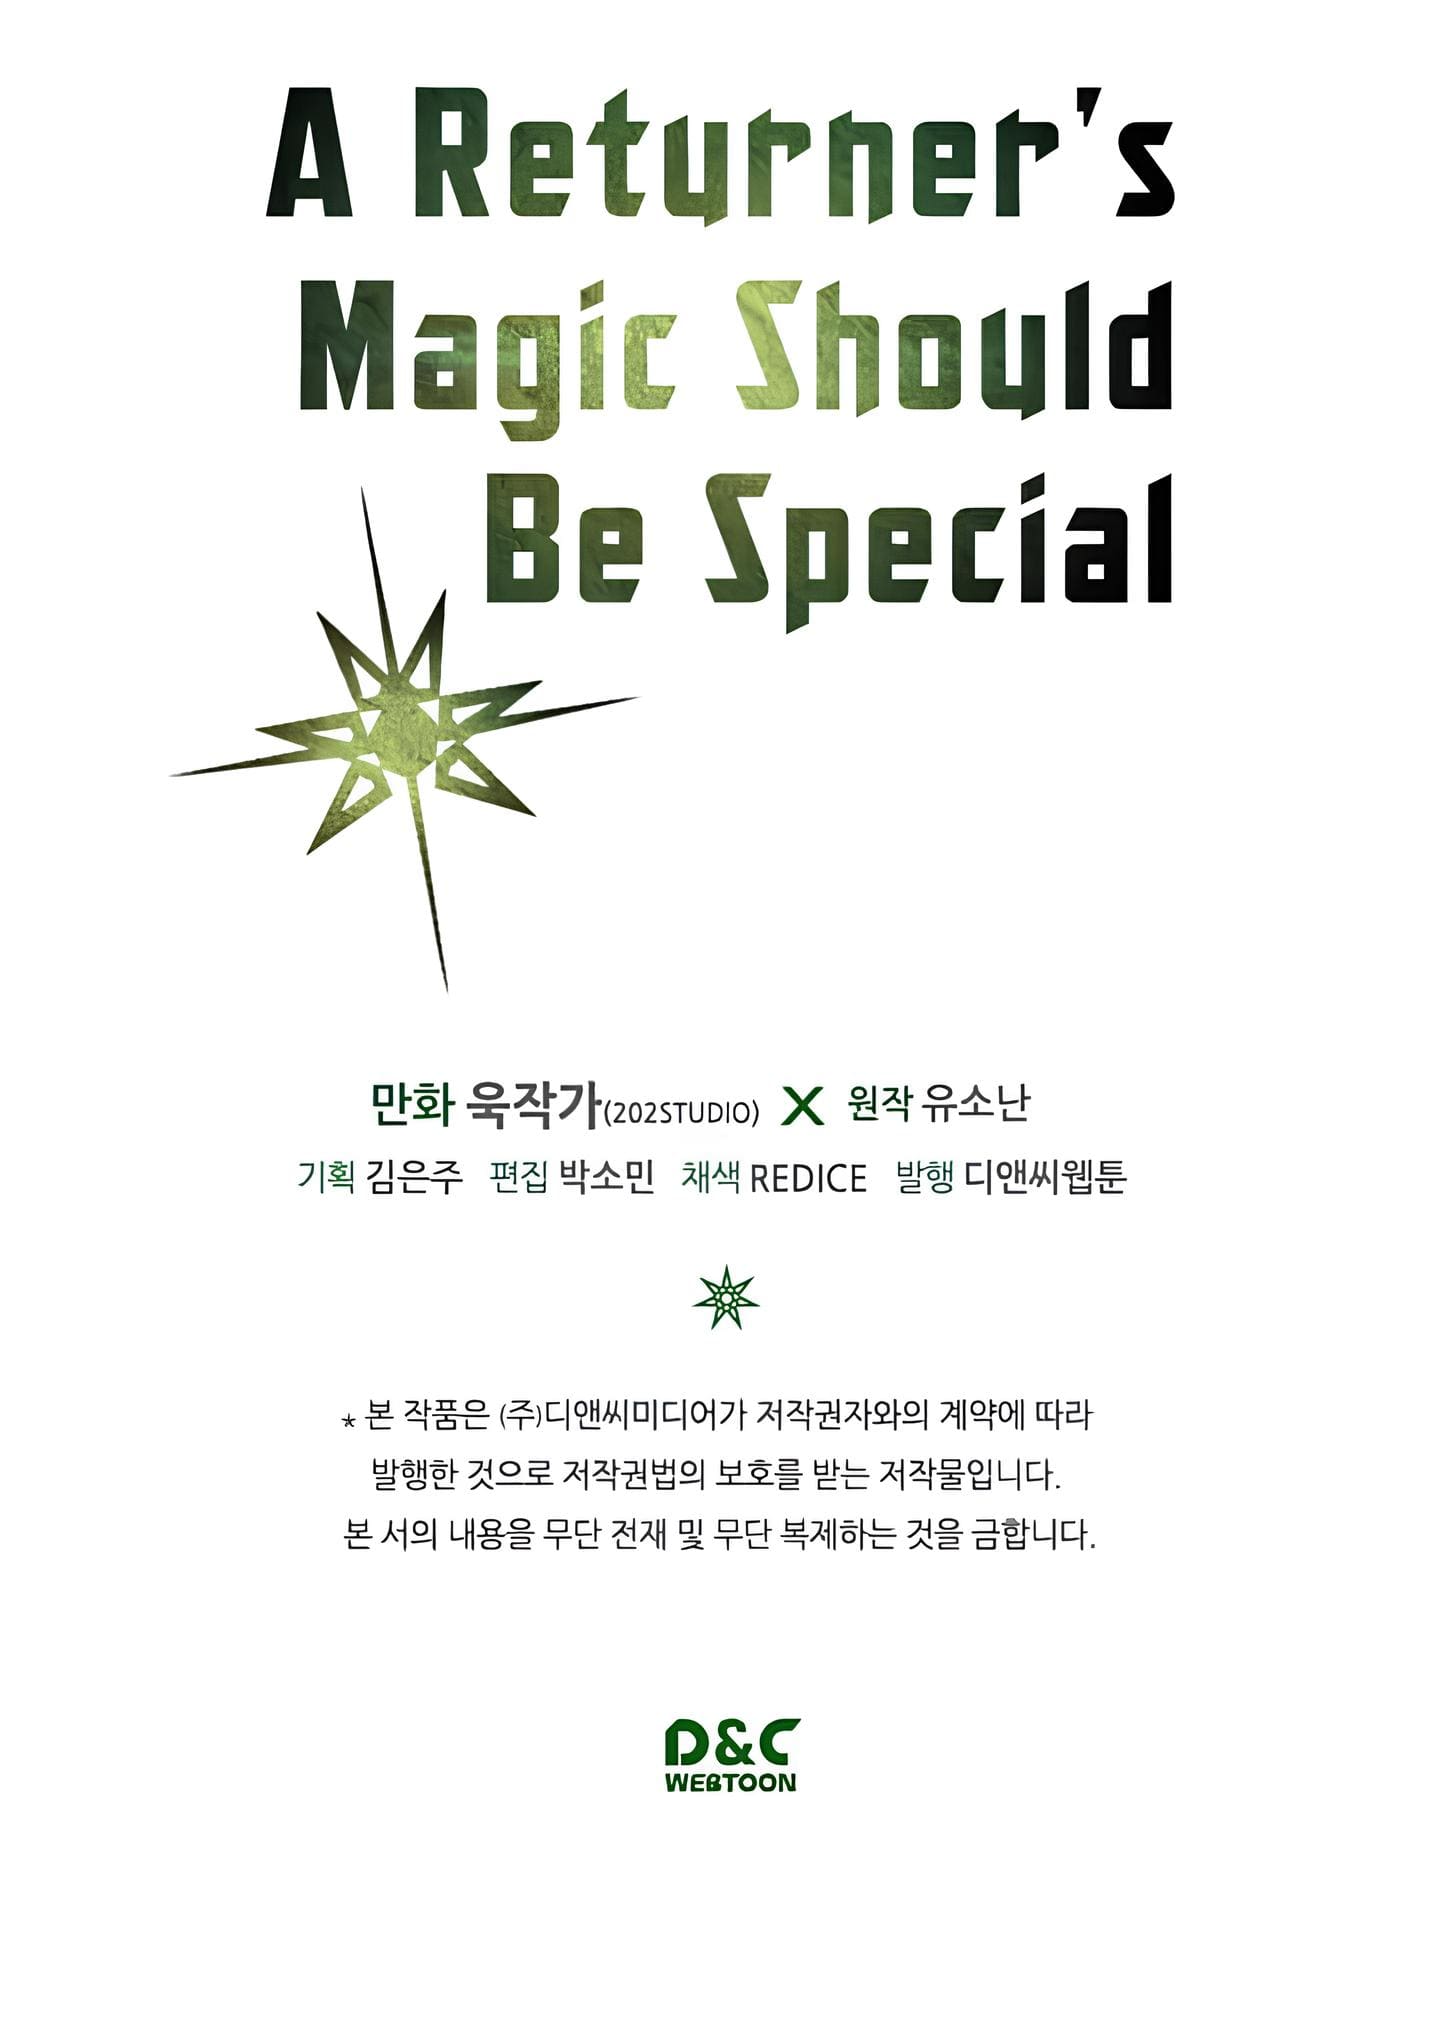 A Returner's
Magic Should
Be Special
만화 욱작가(202STUDIO) X 원작 유소난
기획 김은주 편집 박소민 채색 REDICE 발행 디앤씨웹툰
* 본 작품은 (주)디앤씨미디어가 저작권자와의 계약에 따라
발행한 것으로 저작권법의 보호를 받는 저작물입니다.
본 서의 내용을 무단 전재 및 무단 복제하는 것을 금합니다.
D&C
WEBTOON